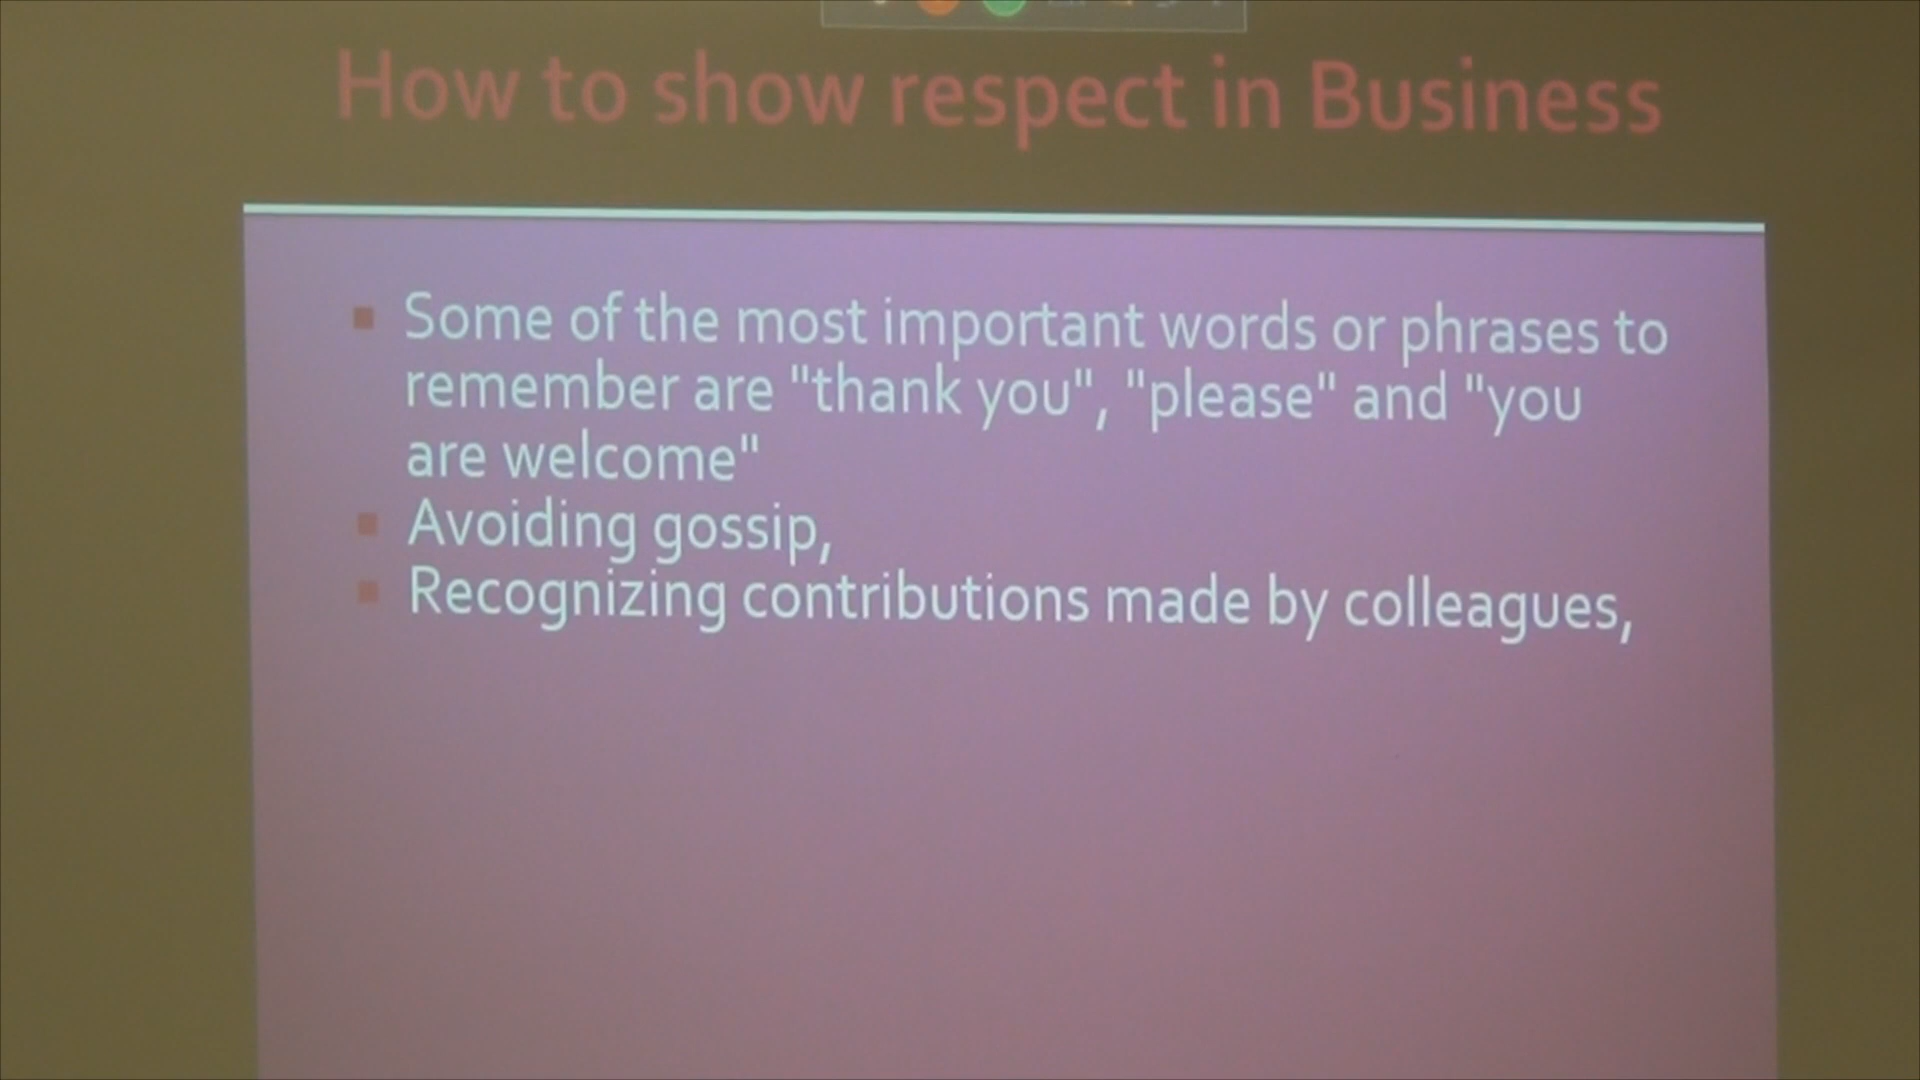 How to show respect in Business
Some of the most important words or phrases to
remember are "thank you", "please" and "you
are welcome"
Avoiding gossip,
Recognizing contributions made by colleagues,